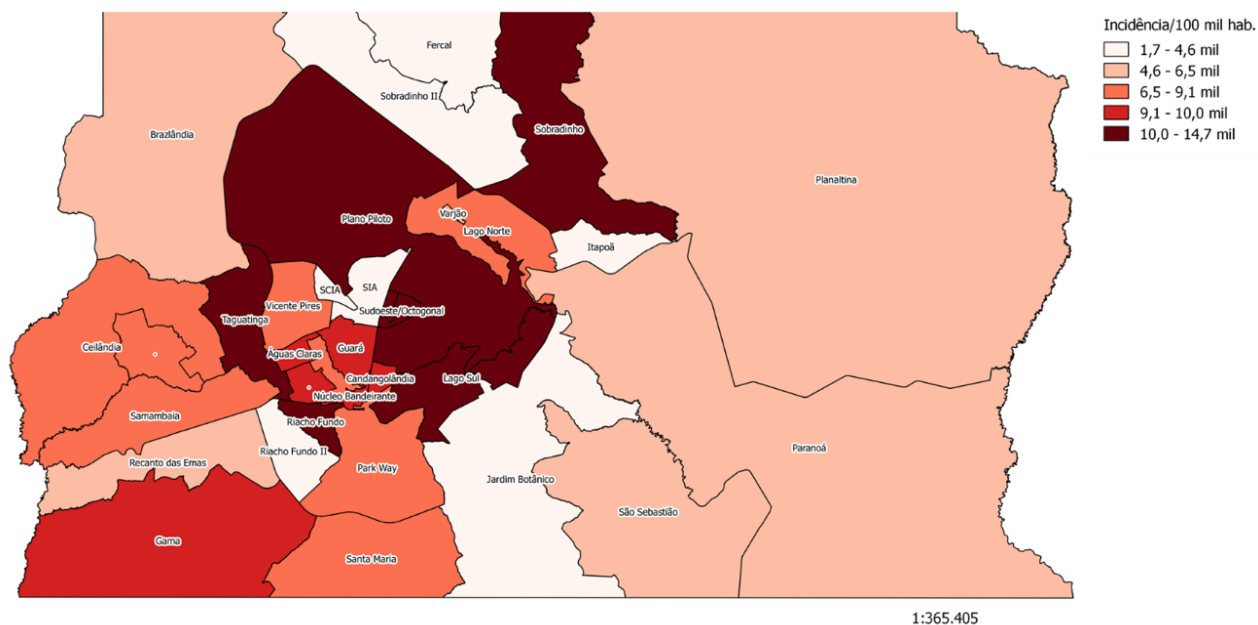 Incidência/100 mil hab.
1,7 - 4,6 mil
4,6 - 6,5 mil
6,5 - 9,1 mil
9,1 - 10,0 mil
10,0 - 14,7 mil
Fercal
Sobradinho II
Brazlândia
Sobradinho
Planaltina
Plano Piloto
Varjão
Lago Norte
Itapoã
SCIA
SIA
Vicente Pires
Sudoeste/Octogonal
Taguatinga
Ceilândia
Águas Claras
Guará
Candangolândia
Lago Sul
Núcleo Bandeirante
Samambaia
Riacho Fundo
Riacho Fundo II
Recanto das Emas
Park Way
Paranoá
Jardim Botânico
São Sebastião
Gama
Santa Maria
1:365.405